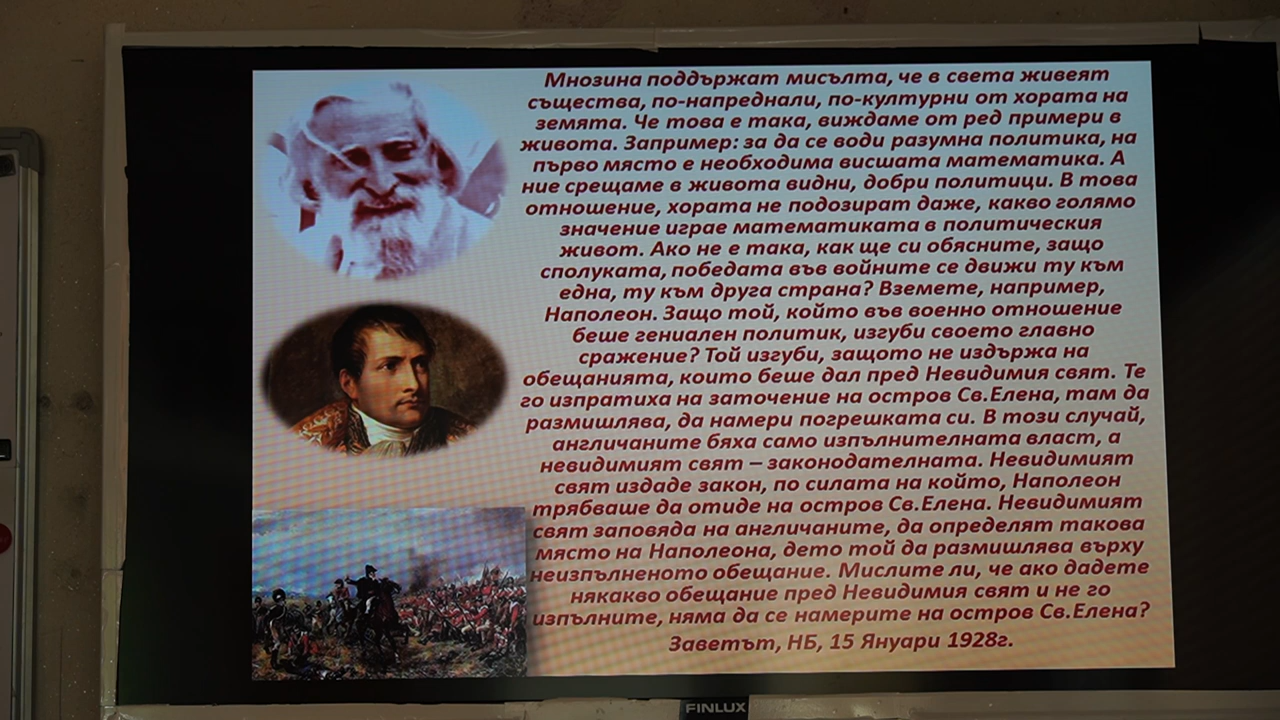 Мнозина поддържат мисълта, че в света живеят
същества, по-напреднали, по-културни от хората на
земята. Че това е така, виждаме от ред примери в
живота. Запример: за да се води разумна политика, на
първо място е необходима висшата математика. А
ние срещаме в живота видни, добри политици. В това
отношение, хората не подозират даже, какво голямо
значение играе математиката в политическия
живот. Ако не е така, как ще си обясните, защо
сполуката, победата във войните се движи ту към
една, ту към друга страна? Вземете, например,
Наполеон. Защо той, който във военно отношение
беше гениален политик, изгуби своето главно
сражение? Той изгуби, защото не издържа на
обещанията, които беше дал пред Невидимия свят. Те
го изпратиха на заточение на остров Св.Елена, там да
размишлява, да намери погрешката си. В този случай,
англичаните бяха само изпълнителната власт, а
невидимият свят – законодателната. Невидимият
свят издаде закон, по силата на който, Наполеон
трябваше да отиде на остров Св.Елена. Невидимият
свят заповяда на англичаните, да определят такова
място на Наполеона, дето той да размишлява върху
неизпълненото обещание. Мислите ли, че ако дадете
някакво обещание пред Невидимия свят и не го
изпълните, няма да се намерите на остров Св.Елена?
Заветът, НБ, 15 Януари 1928г.
FINLUX